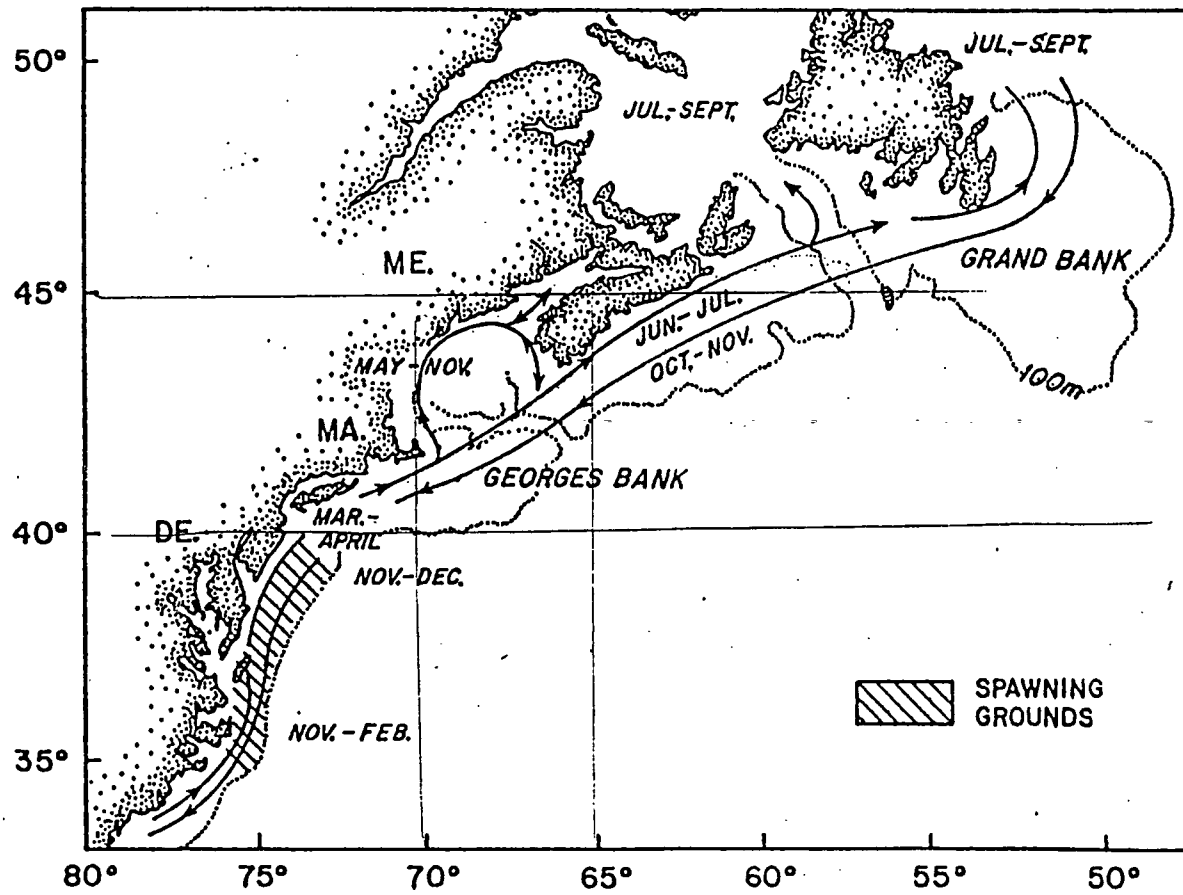 50°
JUL.-SEPT.
JUL.-SEPT.
ME.
GRAND BANK
45°
JUN.-JUL.
MAY-NOV.
OCT.-NOV.
100m
MA.
GEORGES BANK
MAR.-
APRIL
40°
DE.
NOV.-DEC.
SPAWNING
GROUNDS
NOV.-FEB.
35°
80° 75° 70° 65° 60° 55° 50°